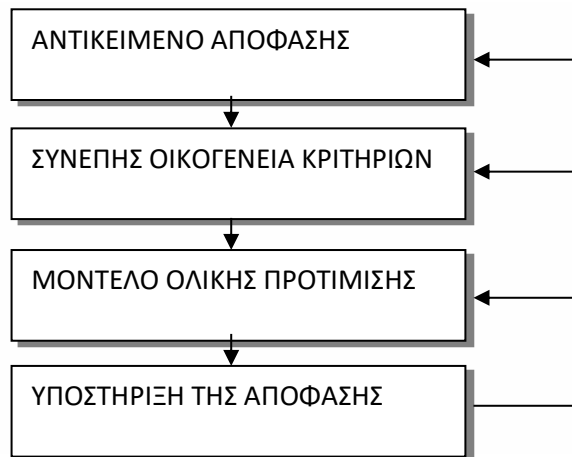 ΑΝΤΙΚΕΙΜΕΝΟ ΑΠΟΦΑΣΗΣ
ΣΥΝΕΠΗΣ ΟΙΚΟΓΕΝΕΙΑ ΚΡΙΤΗΡΙΩΝ
ΜΟΝΤΕΛΟ ΟΛΙΚΗΣ ΠΡΟΤΙΜΙΣΗΣ
ΥΠΟΣΤΗΡΙΞΗ ΤΗΣ ΑΠΟΦΑΣΗΣ